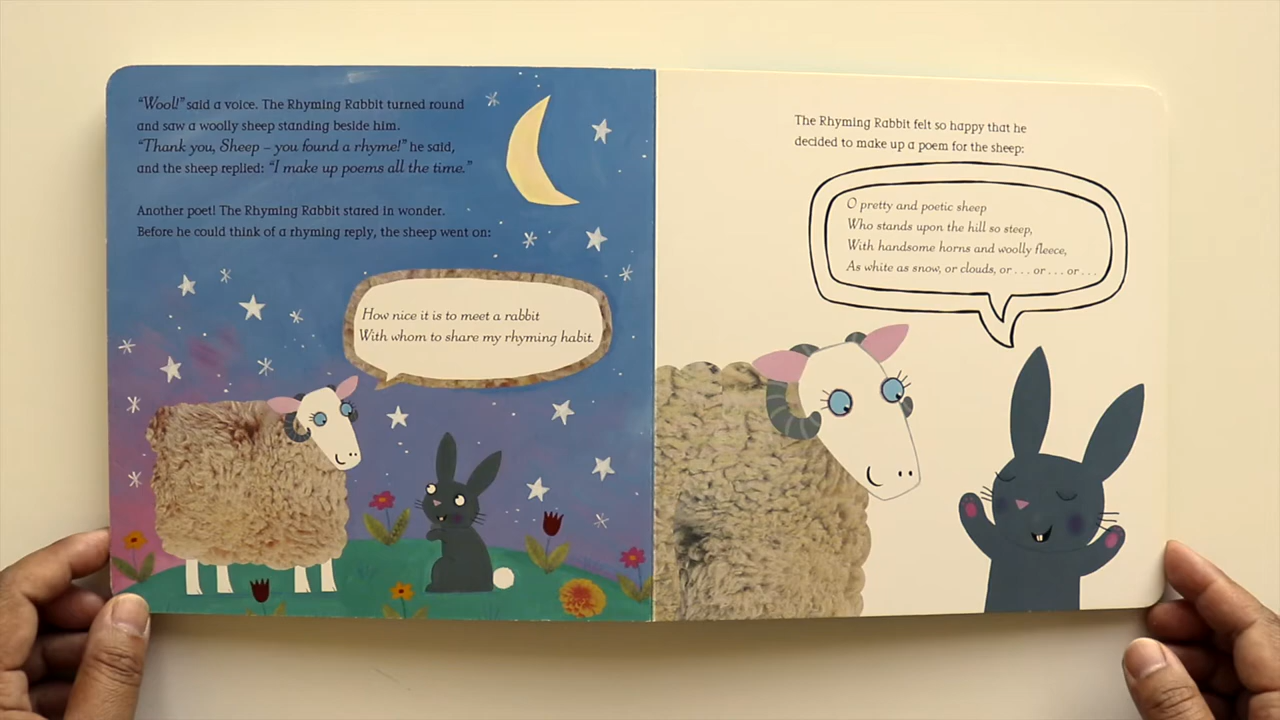 "Wool!" said a voice. The Rhyming Rabbit turned round
and saw a woolly sheep standing beside him.
"Thank you, Sheep – you found a rhyme!" he said,
and the sheep replied: "I make up poems all the time."
Another poet! The Rhyming Rabbit stared in wonder.
Before he could think of a rhyming reply, the sheep went on:
How nice it is to meet a rabbit
With whom to share my rhyming habit.
The Rhyming Rabbit felt so happy that he
decided to make up a poem for the sheep:
O pretty and poetic sheep
Who stands upon the hill so steep,
With handsome horns and woolly fleece,
As white as snow, or clouds, or . . . or . . . or . . .